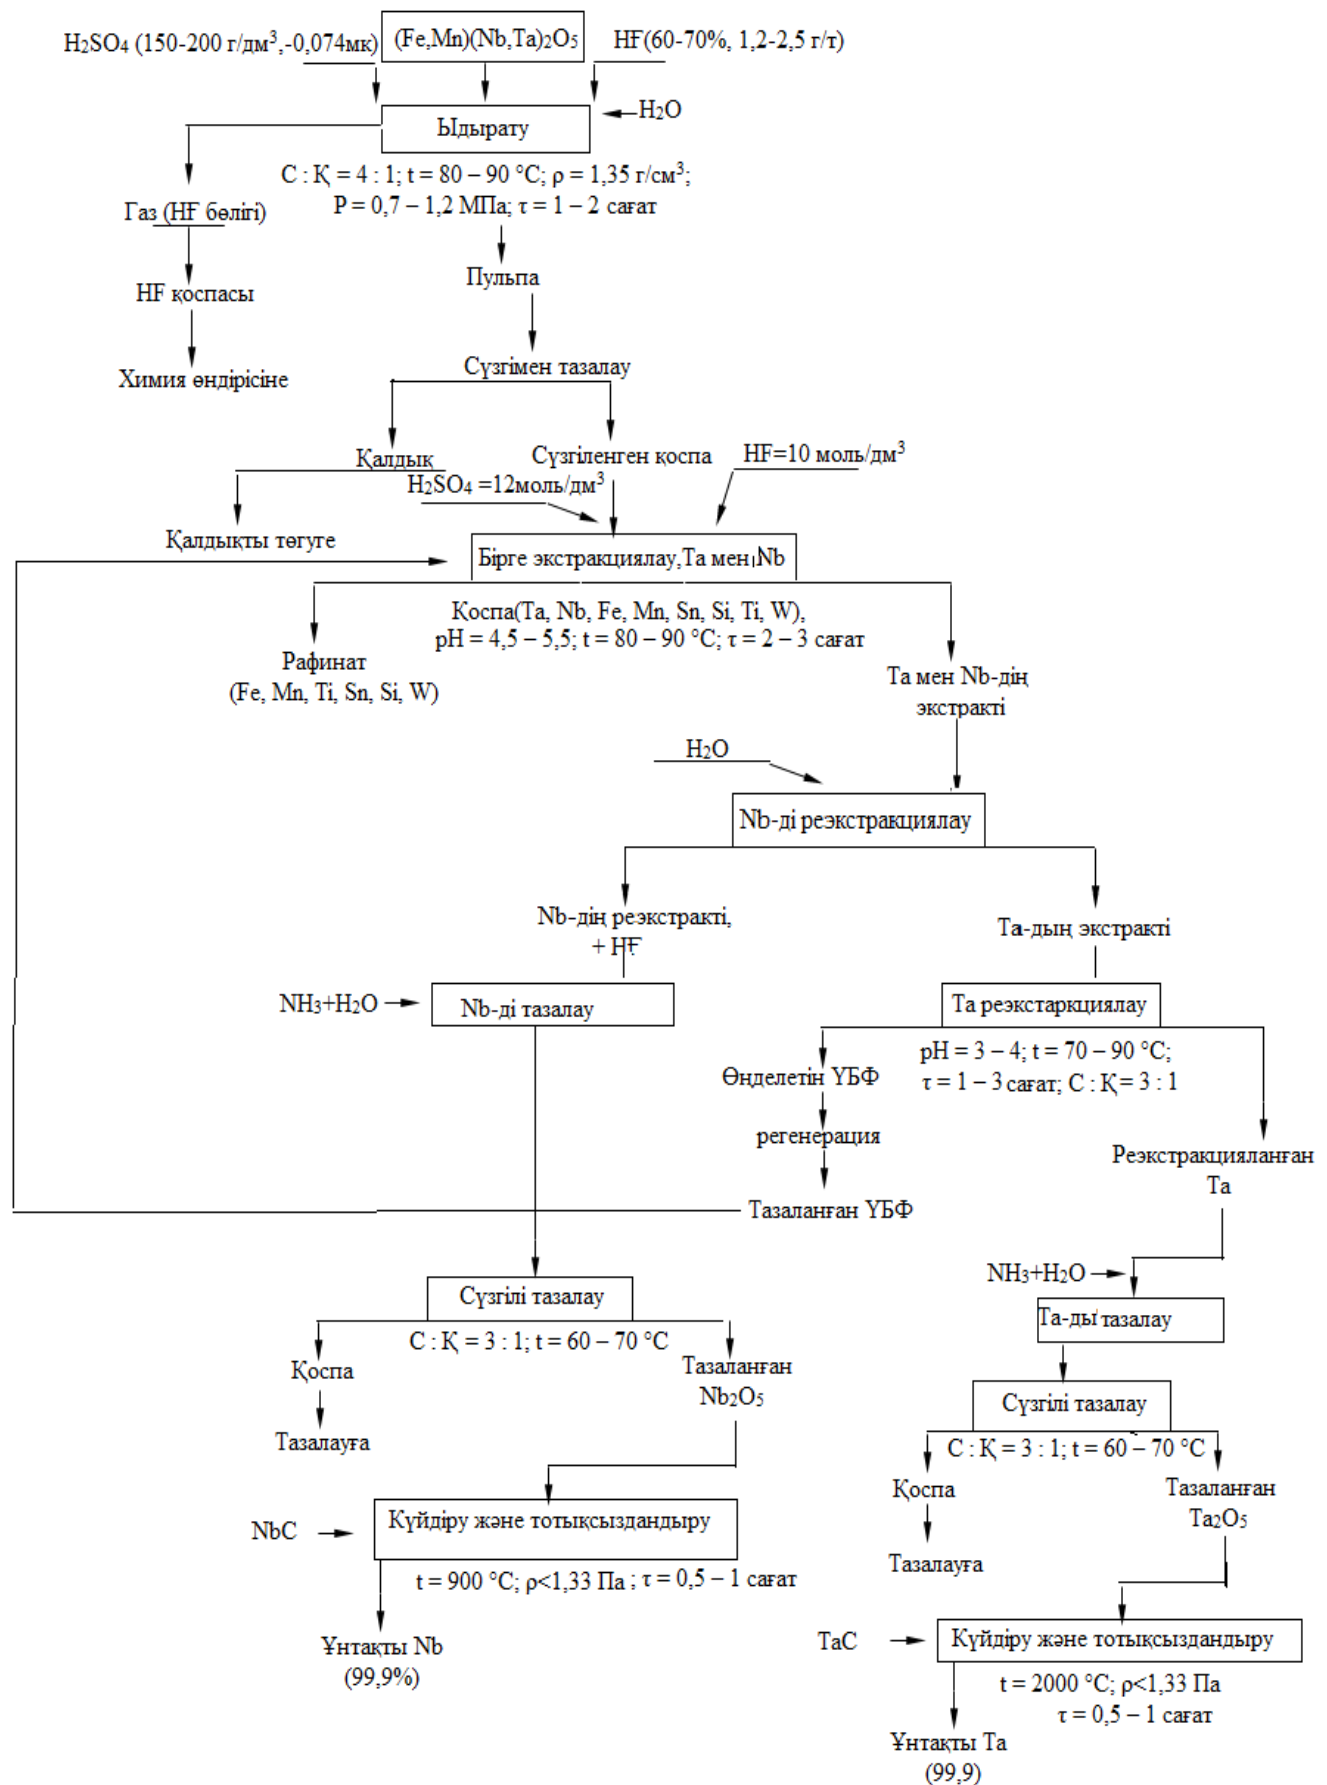 H₂SO₄ (150-200 г/дм³,-0,074мк)
(Fe,Mn)(Nb,Ta)₂O₅
HF(60-70%, 1,2-2,5 г/т)
H₂O
Ыдырату
С : Қ = 4 : 1; t = 80 – 90 °C; ρ = 1,35 г/см³;
P = 0,7 – 1,2 МПа; τ = 1 – 2 сағат
Газ (HF бөлігі)
Пульпа
HF қоспасы
Сүзгімен тазалау
Химия өндірісіне
Қалдық
Сүзгіленген қоспа
HF=10 моль/дм³
H₂SO₄ =12моль/дм³
Қалдықты төгуге
Бірге экстракциялау,Ta мен Nb
Қоспа(Ta, Nb, Fe, Mn, Sn, Si, Ti, W),
pH = 4,5 – 5,5; t = 80 – 90 °C; τ = 2 – 3 сағат
Рафинат
(Fe, Mn, Ti, Sn, Si, W)
Ta мен Nb-дің
экстракті
H₂O
Nb-ді реэкстракциялау
Nb-дің реэкстракті,
+ HF
Ta-дың экстракті
NH₃+H₂O
Nb-ді тазалау
Ta реэкстаркциялау
pH = 3 – 4; t = 70 – 90 °C;
τ = 1 – 3 сағат; С : Қ = 3 : 1
Өңделетін ҮБФ
регенерация
Реэкстракцияланған
Ta
Тазаланған ҮБФ
NH₃+H₂O
Ta-ды тазалау
Сүзгілі тазалау
С : Қ = 3 : 1; t = 60 – 70 °C
Қоспа
Тазаланған
Nb₂O₅
Тазалауға
Сүзгілі тазалау
С : Қ = 3 : 1; t = 60 – 70 °C
Қоспа
Тазаланған
Ta₂O₅
Тазалауға
NbC
Күйдіру және тотықсыздандыру
t = 900 °C; ρ<1,33 Па ; τ = 0,5 – 1 сағат
Ұнтақты Nb
(99,9%)
TaC
Күйдіру және тотықсыздандыру
t = 2000 °C; ρ<1,33 Па
τ = 0,5 – 1 сағат
Ұнтақты Ta
(99,9)